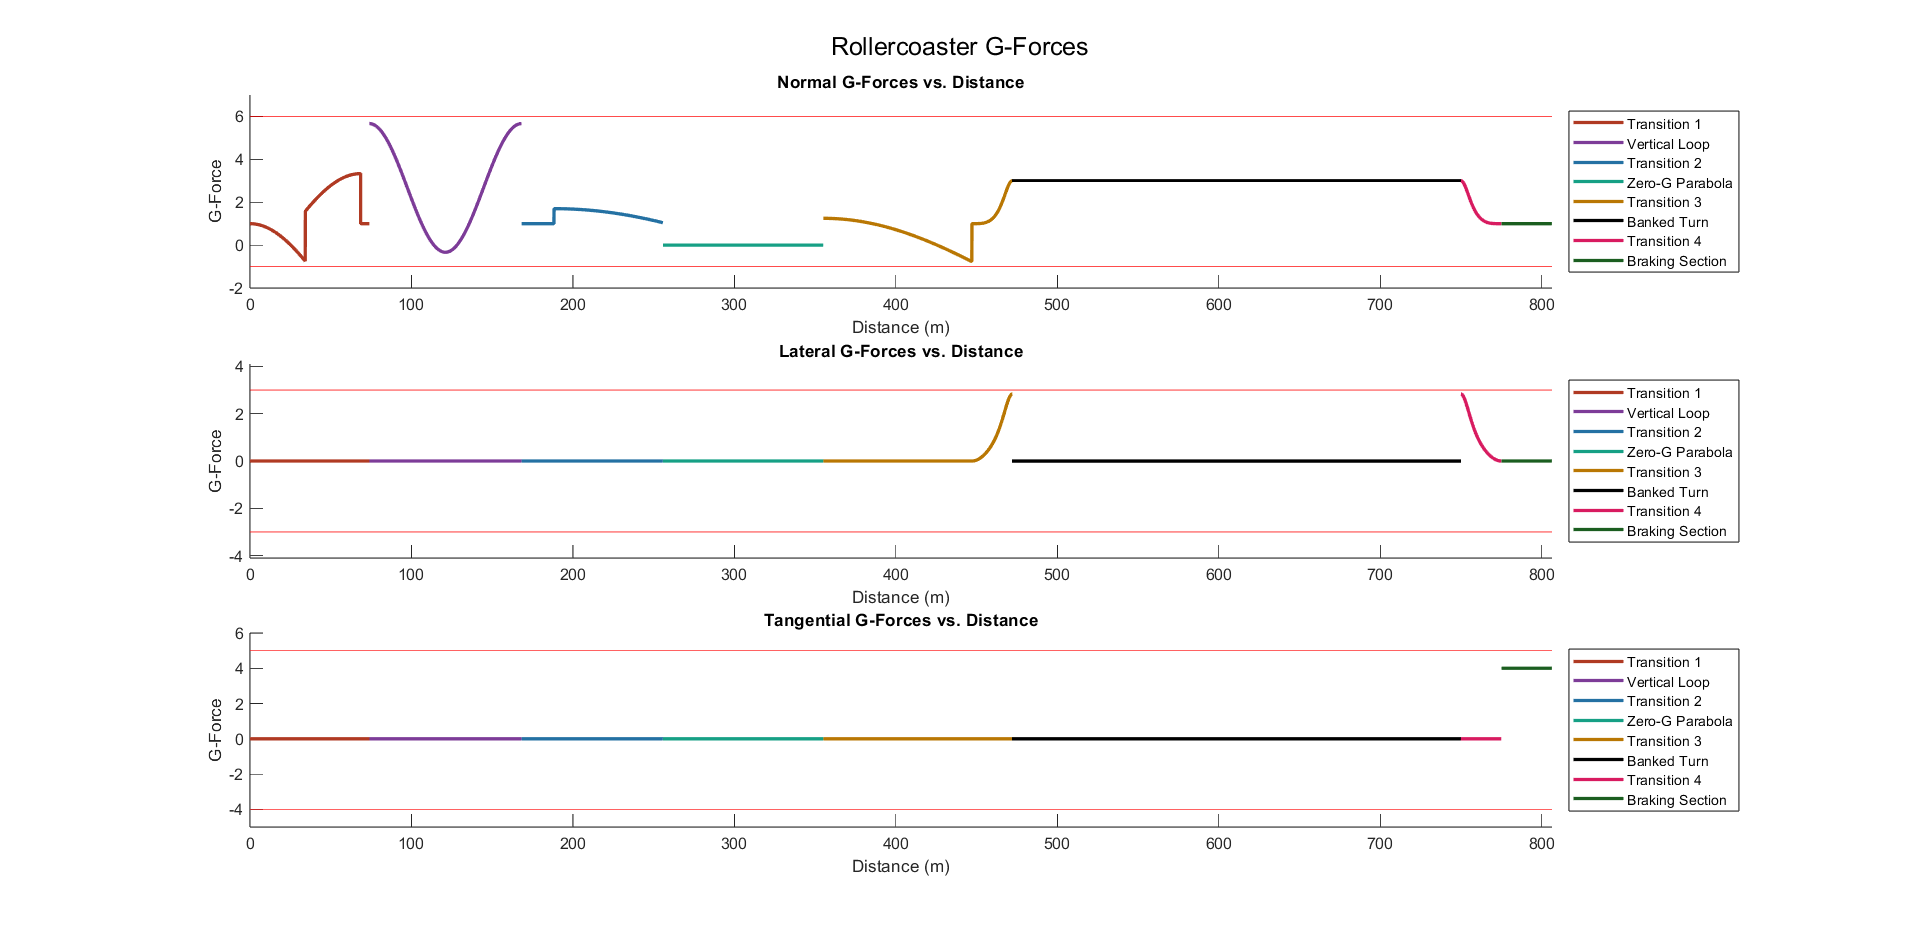 Rollercoaster G-Forces
Normal G-Forces vs. Distance
6
4
2
0
-2
G-Force
0 100 200 300 400 500 600 700 800
Distance (m)
Transition 1
Vertical Loop
Transition 2
Zero-G Parabola
Transition 3
Banked Turn
Transition 4
Braking Section
Lateral G-Forces vs. Distance
4
2
0
-2
-4
G-Force
0 100 200 300 400 500 600 700 800
Distance (m)
Transition 1
Vertical Loop
Transition 2
Zero-G Parabola
Transition 3
Banked Turn
Transition 4
Braking Section
Tangential G-Forces vs. Distance
6
4
2
0
-2
-4
G-Force
0 100 200 300 400 500 600 700 800
Distance (m)
Transition 1
Vertical Loop
Transition 2
Zero-G Parabola
Transition 3
Banked Turn
Transition 4
Braking Section